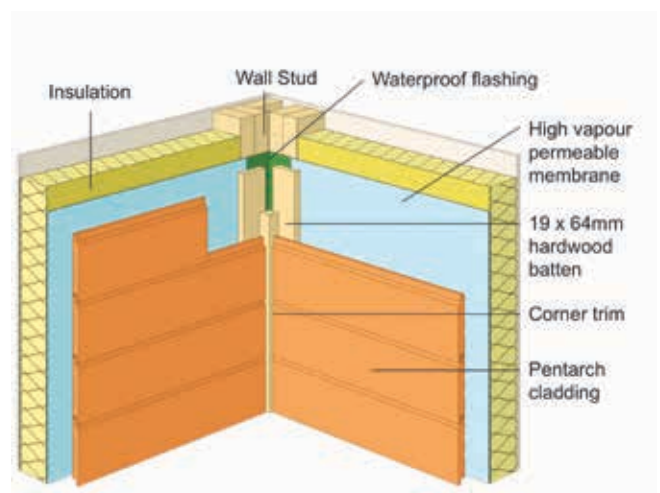 Wall Stud
Waterproof flashing
Insulation
High vapour
permeable
membrane
19 x 64mm
hardwood
batten
Corner trim
Pentarch
cladding